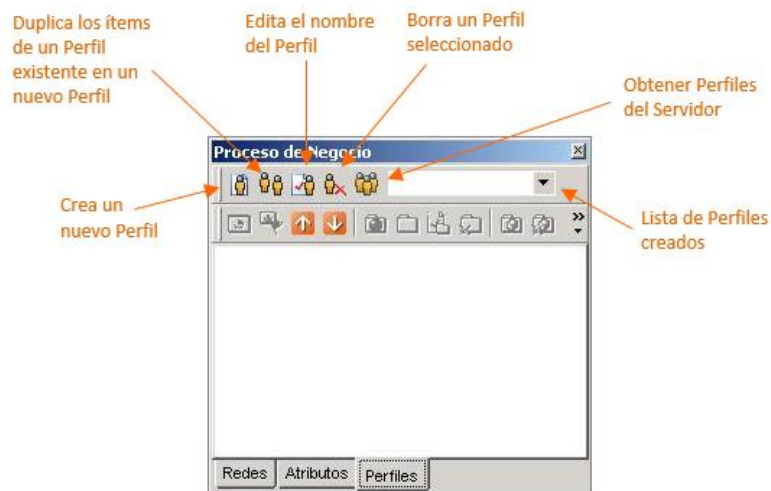 Duplica los ítems
de un Perfil
existente en un
nuevo Perfil
Edita el nombre
del Perfil
Borra un Perfil
seleccionado
Obtener Perfiles
del Servidor
Proceso de Negocio
Crea un
nuevo Perfil
Lista de Perfiles
creados
Redes
Atributos
Perfiles